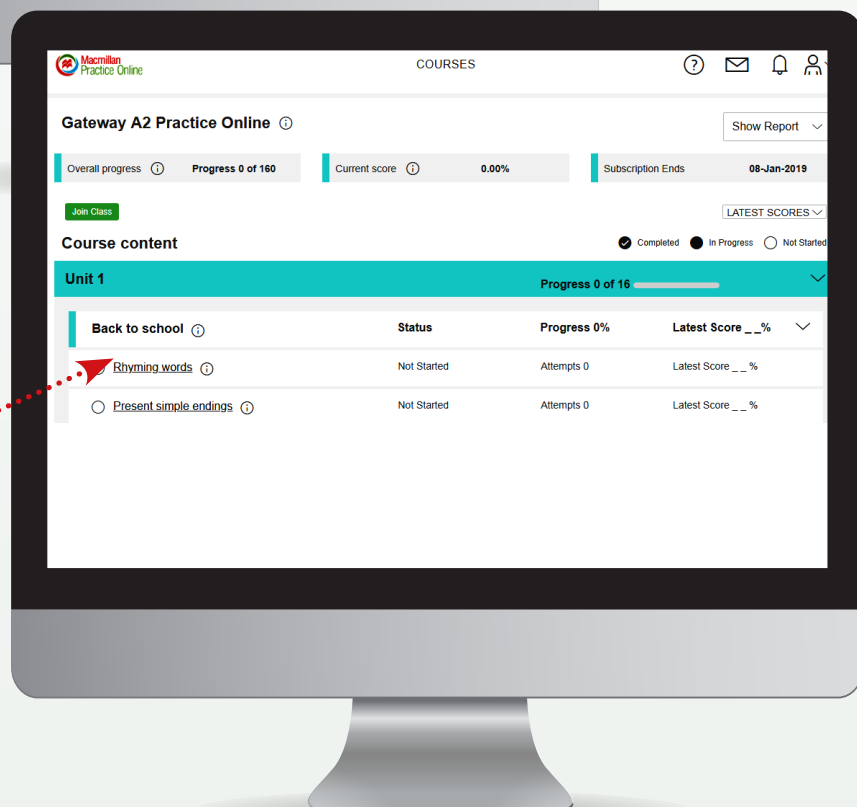 Macmillan
Practice Online
COURSES
Gateway A2 Practice Online
Show Report
Overall progress Progress 0 of 160 Current score 0.00% Subscription Ends 08-Jan-2019
Join Class
LATEST SCORES
Course content
Completed In Progress Not Started
Unit 1 Progress 0 of 16
Back to school Status Progress 0% Latest Score _ _%
Rhyming words Not Started Attempts 0 Latest Score _ _ %
Present simple endings Not Started Attempts 0 Latest Score _ _ %